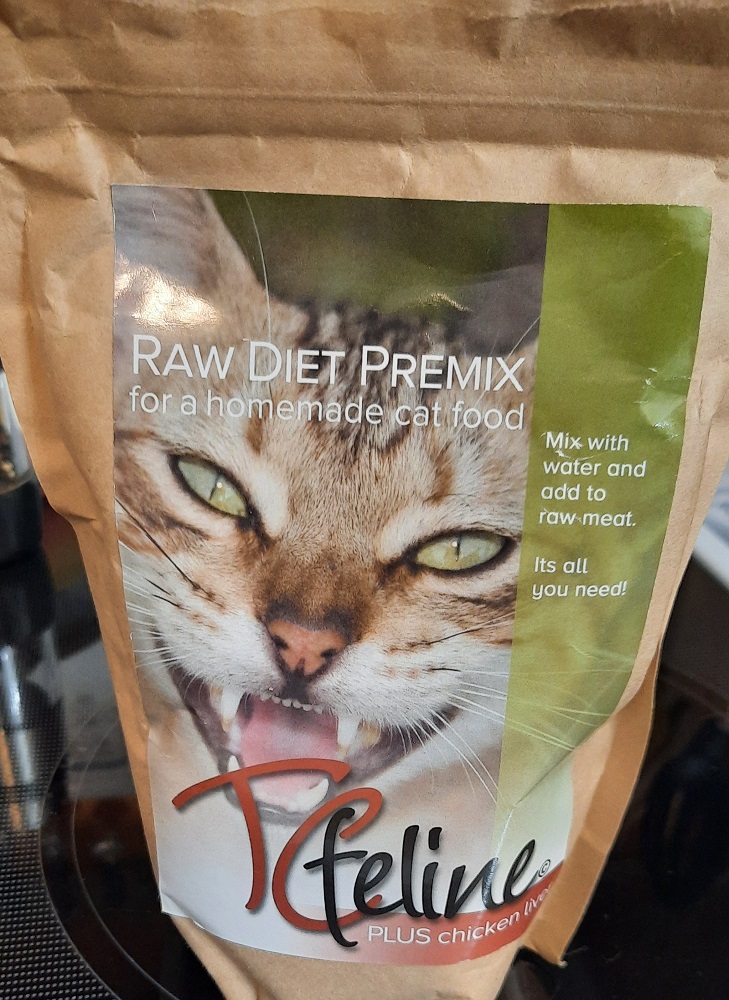 RAW DIET PREMIX
for a homemade cat food
Mix with
water and
add to
raw meat.
Its all
you need!
TCfeline©
PLUS chicken liver